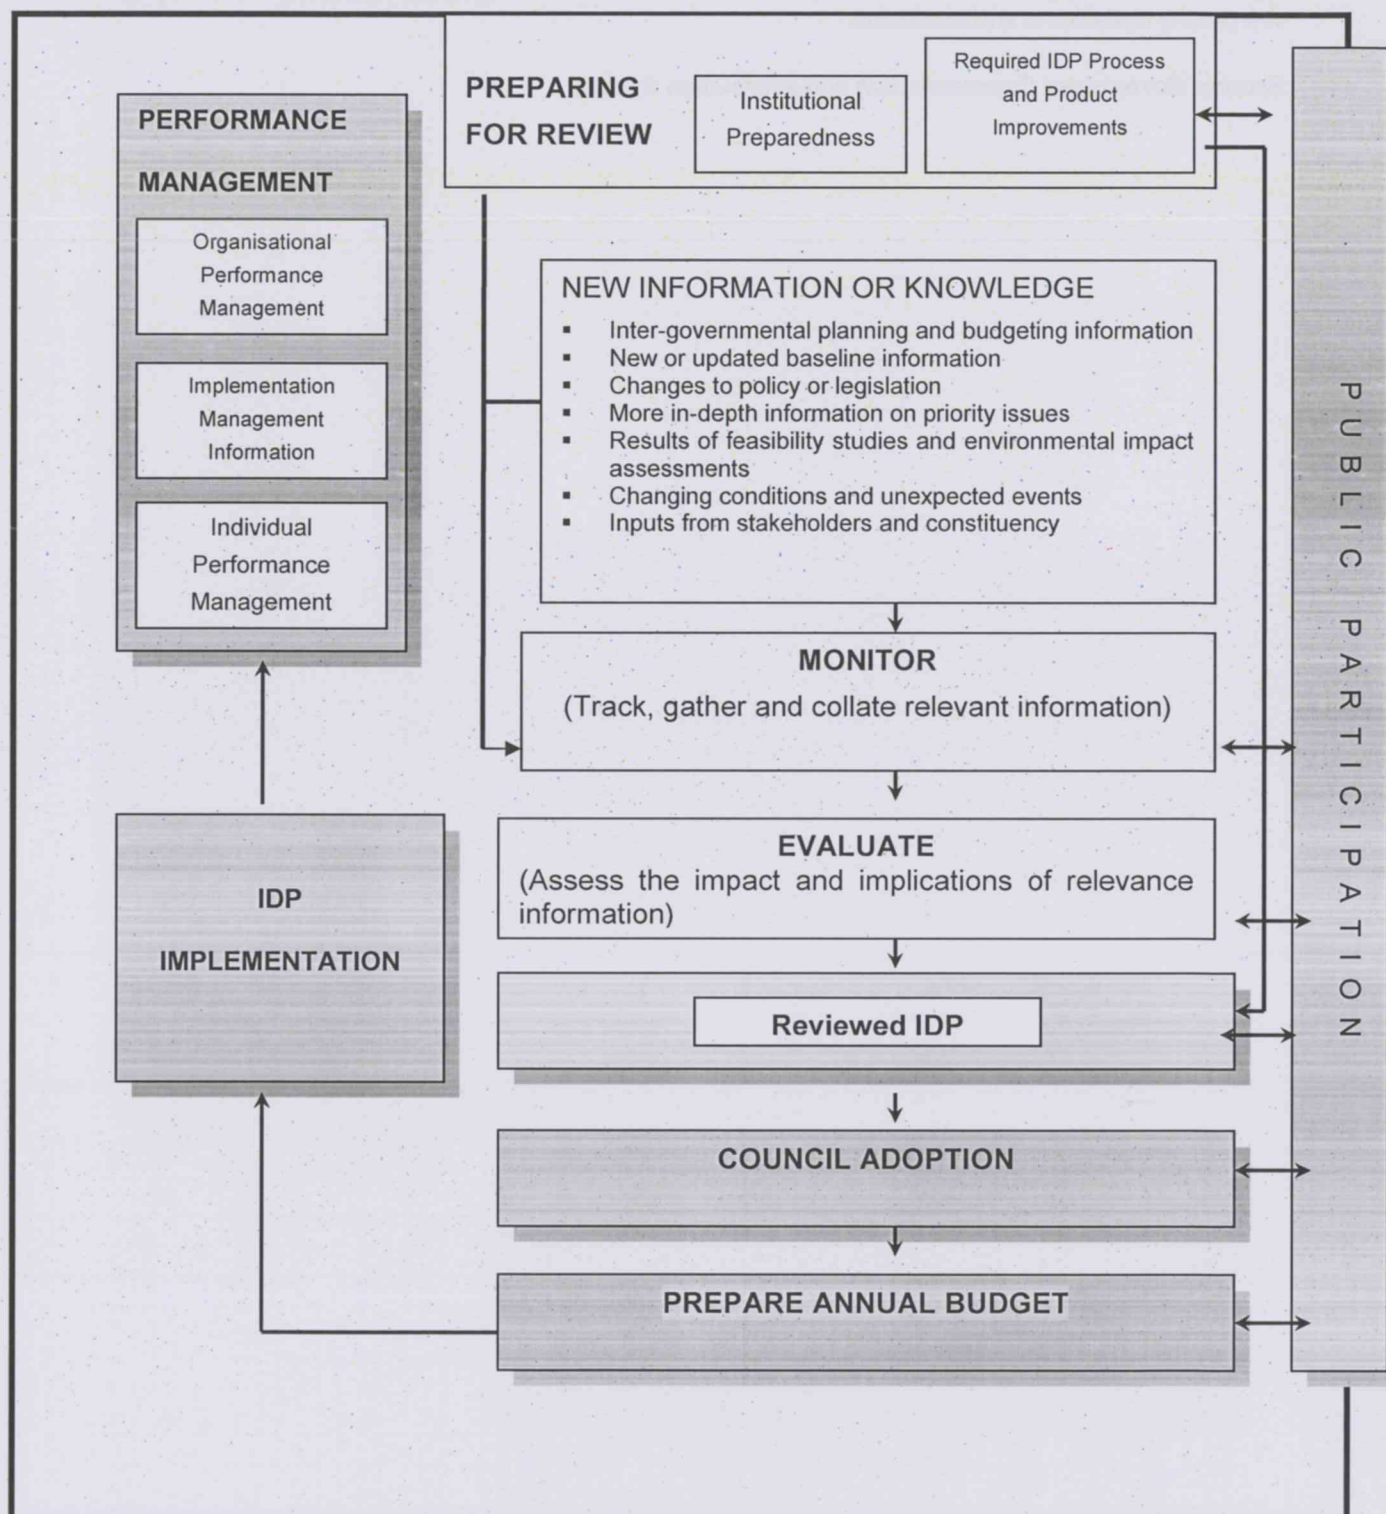 PERFORMANCE
MANAGEMENT
Organisational
Performance
Management
Implementation
Management
Information
Individual
Performance
Management
IDP
IMPLEMENTATION
PREPARING
FOR REVIEW
Institutional
Preparedness
Required IDP Process
and Product
Improvements
NEW INFORMATION OR KNOWLEDGE
▪ Inter-governmental planning and budgeting information
▪ New or updated baseline information
▪ Changes to policy or legislation
▪ More in-depth information on priority issues
▪ Results of feasibility studies and environmental impact
assessments
▪ Changing conditions and unexpected events
▪ Inputs from stakeholders and constituency
MONITOR
(Track, gather and collate relevant information)
EVALUATE
(Assess the impact and implications of relevance
information)
Reviewed IDP
COUNCIL ADOPTION
PREPARE ANNUAL BUDGET
PUBLIC PARTICIPATION